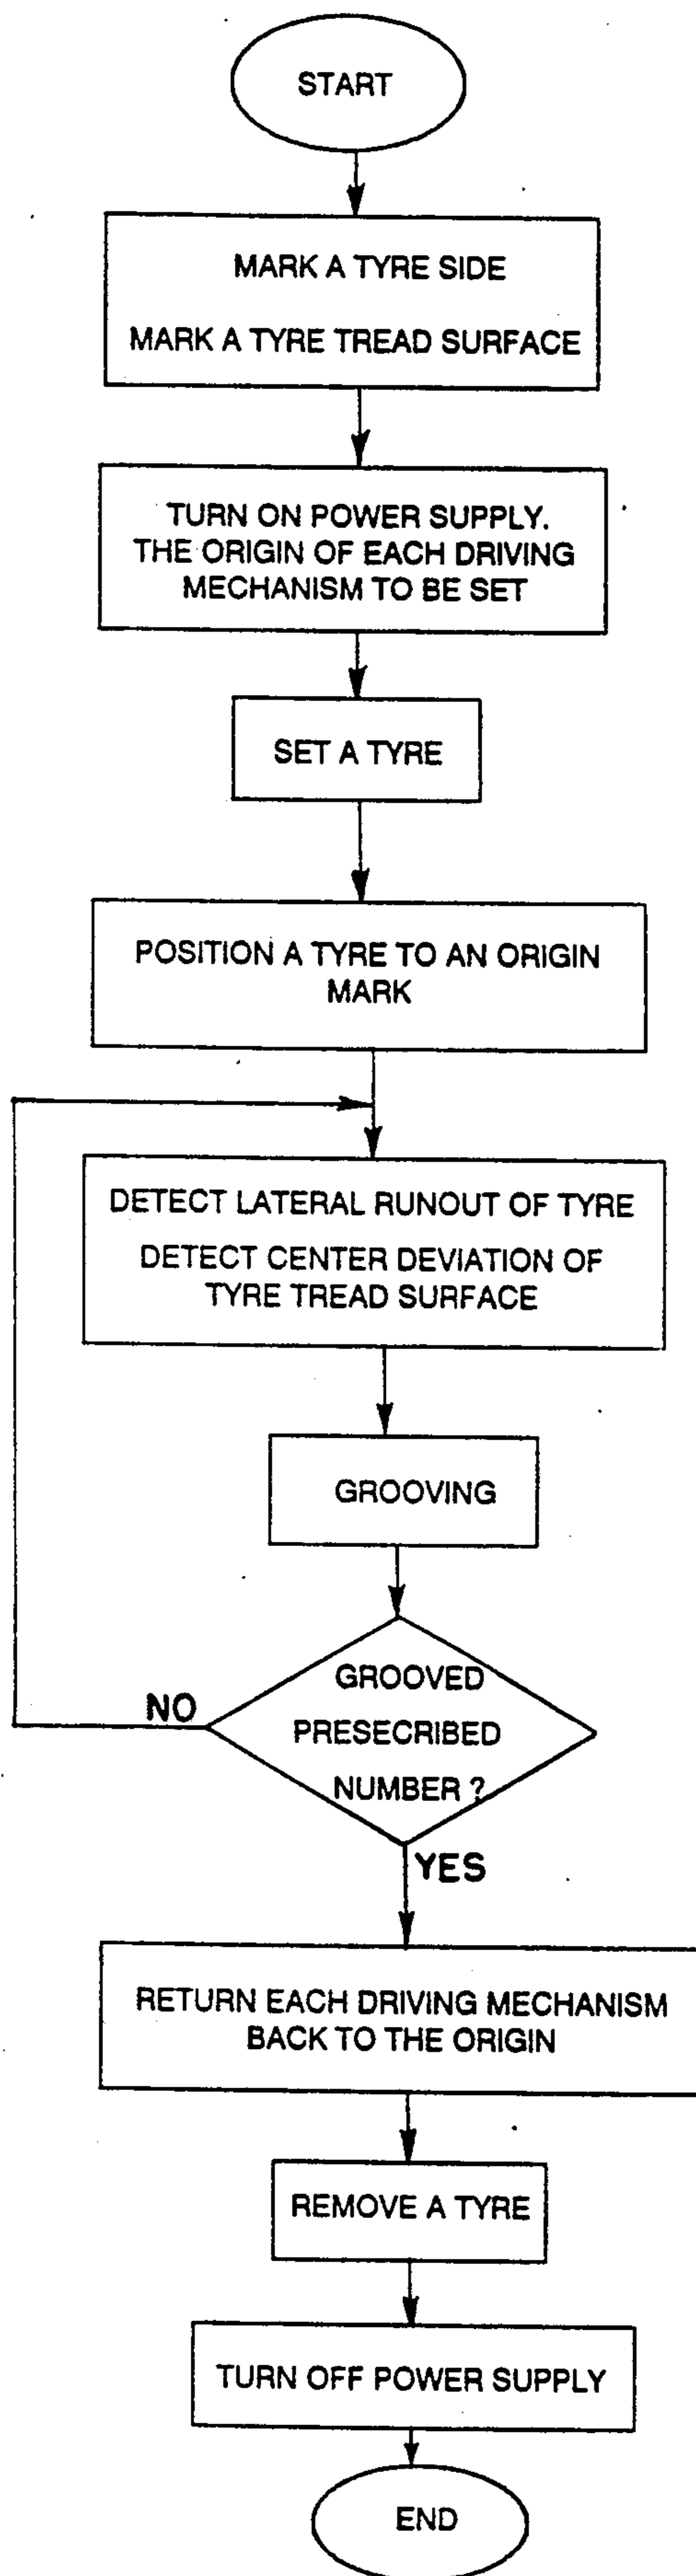 START
MARK A TYRE SIDE
MARK A TYRE TREAD SURFACE
TURN ON POWER SUPPLY.
THE ORIGIN OF EACH DRIVING
MECHANISM TO BE SET
SET A TYRE
POSITION A TYRE TO AN ORIGIN
MARK
DETECT LATERAL RUNOUT OF TYRE
DETECT CENTER DEVIATION OF
TYRE TREAD SURFACE
GROOVING
GROOVED
PRESECRIBED
NUMBER ?
NO
YES
RETURN EACH DRIVING MECHANISM
BACK TO THE ORIGIN
REMOVE A TYRE
TURN OFF POWER SUPPLY
END